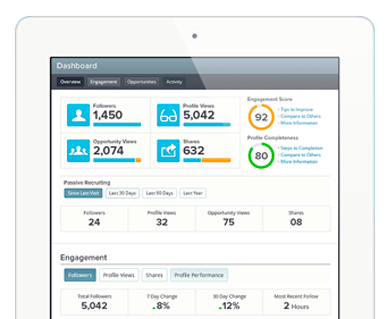 Dashboard
Overview Engagement Opportunities Activity
Followers
1,450
Profile Views
5,042
Opportunity Views
2,074
Shares
632
Engagement Score
92
Tips to Improve
Compare to Others
More Information
Profile Completeness
80
Steps to Completion
Compare to Others
More Information
Passive Recruiting
Since Last Visit Last 30 Days Last 90 Days Last Year
Followers Profile Views Opportunity Views Shares
24 32 75 08
Engagement
Followers Profile Views Shares Profile Performance
Total Followers 7 Day Change 30 Day Change Most Recent Follow
5,042 8% 12% 2 Hours